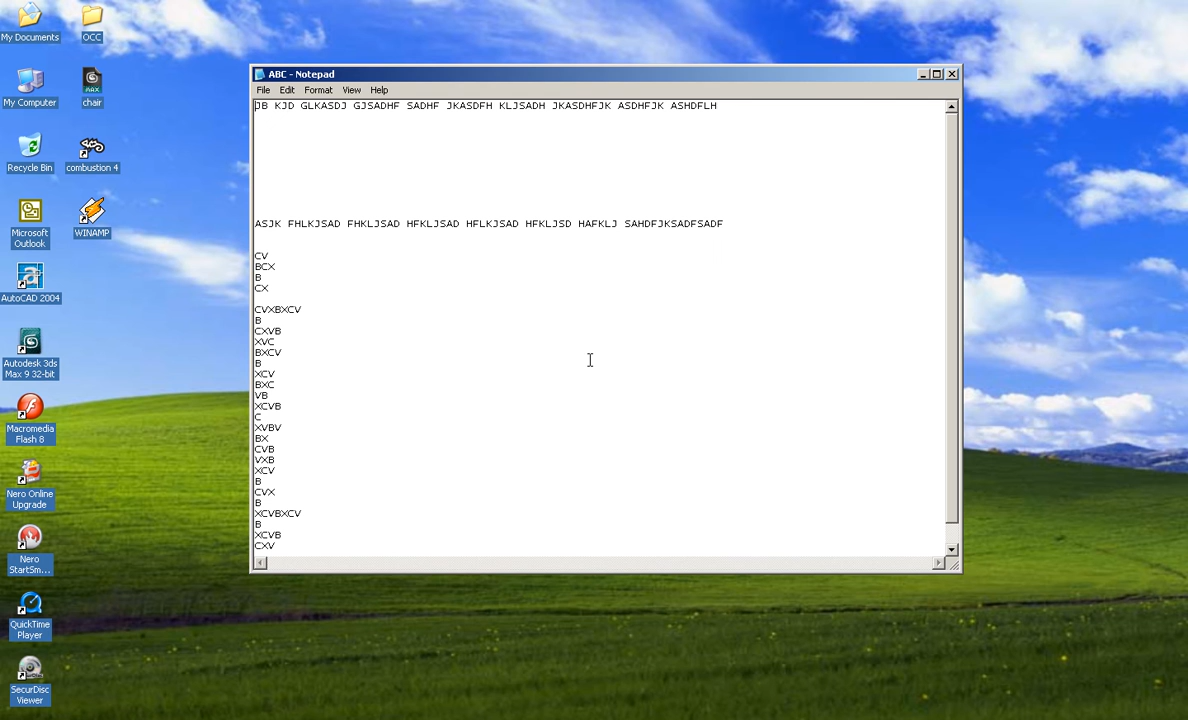 My Documents
OCC
My Computer
chair
Recycle Bin
combustion 4
Microsoft
Outlook
WINAMP
AutoCAD 2004
Autodesk 3ds
Max 9 32-bit
Macromedia
Flash 8
Nero Online
Upgrade
Nero
StartSm...
QuickTime
Player
SecurDisc
Viewer
ABC - Notepad
File Edit Format View Help
JB KJD GLKASDJ GJSADHF SADHF JKASDFH KLJSADH JKASDHFJK ASDHFJK ASHDFLH
ASJK FHLKJSAD FHKLJSAD HFKLJSAD HFLKJSAD HFKLJSD HAFKLJ SAHDFJKSADFSADF
CV
BCX
B
CX
CVXBXCV
B
CXVB
XVC
BXCV
B
XCV
BXC
VB
XCVB
C
XVBV
BX
CVB
VXB
XCV
B
CVX
B
XCVBXCV
B
XCVB
CXV